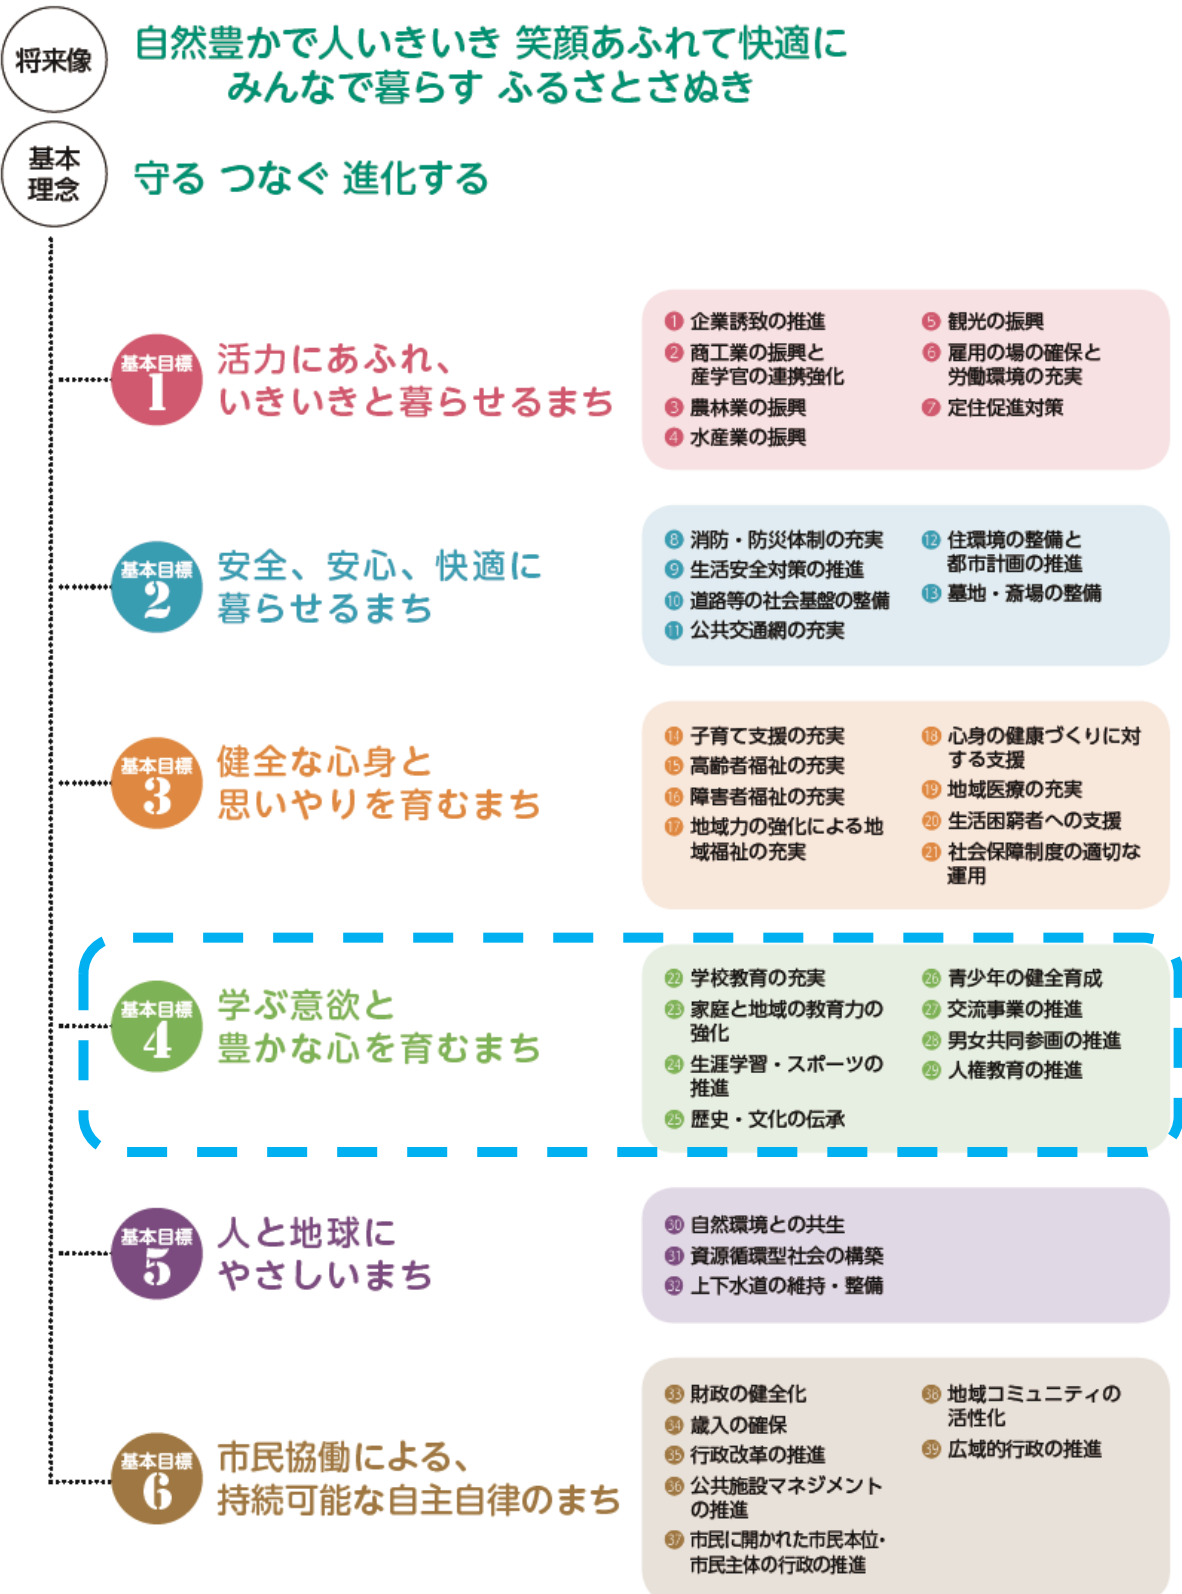 将来像
自然豊かで人いきいき 笑顔あふれて快適に
みんなで暮らす ふるさとさぬき
基本
理念
守る つなぐ 進化する
基本目標
1
活力にあふれ、
いきいきと暮らせるまち
❶ 企業誘致の推進
❷ 商工業の振興と
産学官の連携強化
❸ 農林業の振興
❹ 水産業の振興
❺ 観光の振興
❻ 雇用の場の確保と
労働環境の充実
❼ 定住促進対策
基本目標
2
安全、安心、快適に
暮らせるまち
❽ 消防・防災体制の充実
❾ 生活安全対策の推進
❿ 道路等の社会基盤の整備
⓫ 公共交通網の充実
⓬ 住環境の整備と
都市計画の推進
⓭ 墓地・斎場の整備
基本目標
3
健全な心身と
思いやりを育むまち
⓮ 子育て支援の充実
⓯ 高齢者福祉の充実
⓰ 障害者福祉の充実
⓱ 地域力の強化による地
域福祉の充実
⓲ 心身の健康づくりに対
する支援
⓳ 地域医療の充実
⓴ 生活困窮者への支援
㉑ 社会保障制度の適切な
運用
基本目標
4
学ぶ意欲と
豊かな心を育むまち
㉒ 学校教育の充実
㉓ 家庭と地域の教育力の
強化
㉔ 生涯学習・スポーツの
推進
㉕ 歴史・文化の伝承
㉖ 青少年の健全育成
㉗ 交流事業の推進
㉘ 男女共同参画の推進
㉙ 人権教育の推進
基本目標
5
人と地球に
やさしいまち
㉚ 自然環境との共生
㉛ 資源循環型社会の構築
㉜ 上下水道の維持・整備
基本目標
6
市民協働による、
持続可能な自主自律のまち
㉝ 財政の健全化
㉞ 歳入の確保
㉟ 行政改革の推進
㊱ 公共施設マネジメント
の推進
㊲ 市民に開かれた市民本位・
市民主体の行政の推進
㊳ 地域コミュニティの
活性化
㊴ 広域的行政の推進